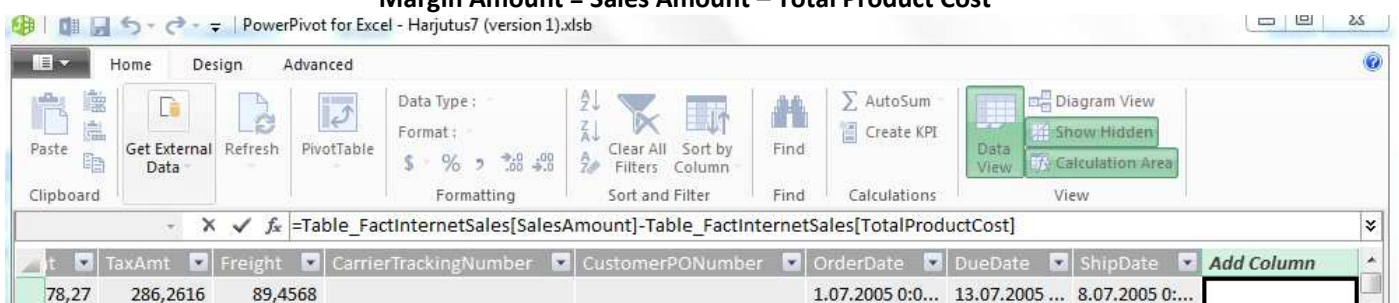 Margin Amount = Sales Amount – Total Product Cost
PowerPivot for Excel - Harjutus7 (version 1).xlsb
Home Design Advanced
Paste
Clipboard
Get External Data
Refresh
PivotTable
Data Type :
Format :
$ % , .00 .00
Formatting
Clear All Filters
Sort by Column
Sort and Filter
Find
Find
AutoSum
Create KPI
Calculations
Data View
Diagram View
Show Hidden
Calculation Area
View
fx =Table_FactInternetSales[SalesAmount]-Table_FactInternetSales[TotalProductCost]
t TaxAmt Freight CarrierTrackingNumber CustomerPONumber OrderDate DueDate ShipDate Add Column
78,27 286,2616 89,4568 1.07.2005 0:0... 13.07.2005 ... 8.07.2005 0:...